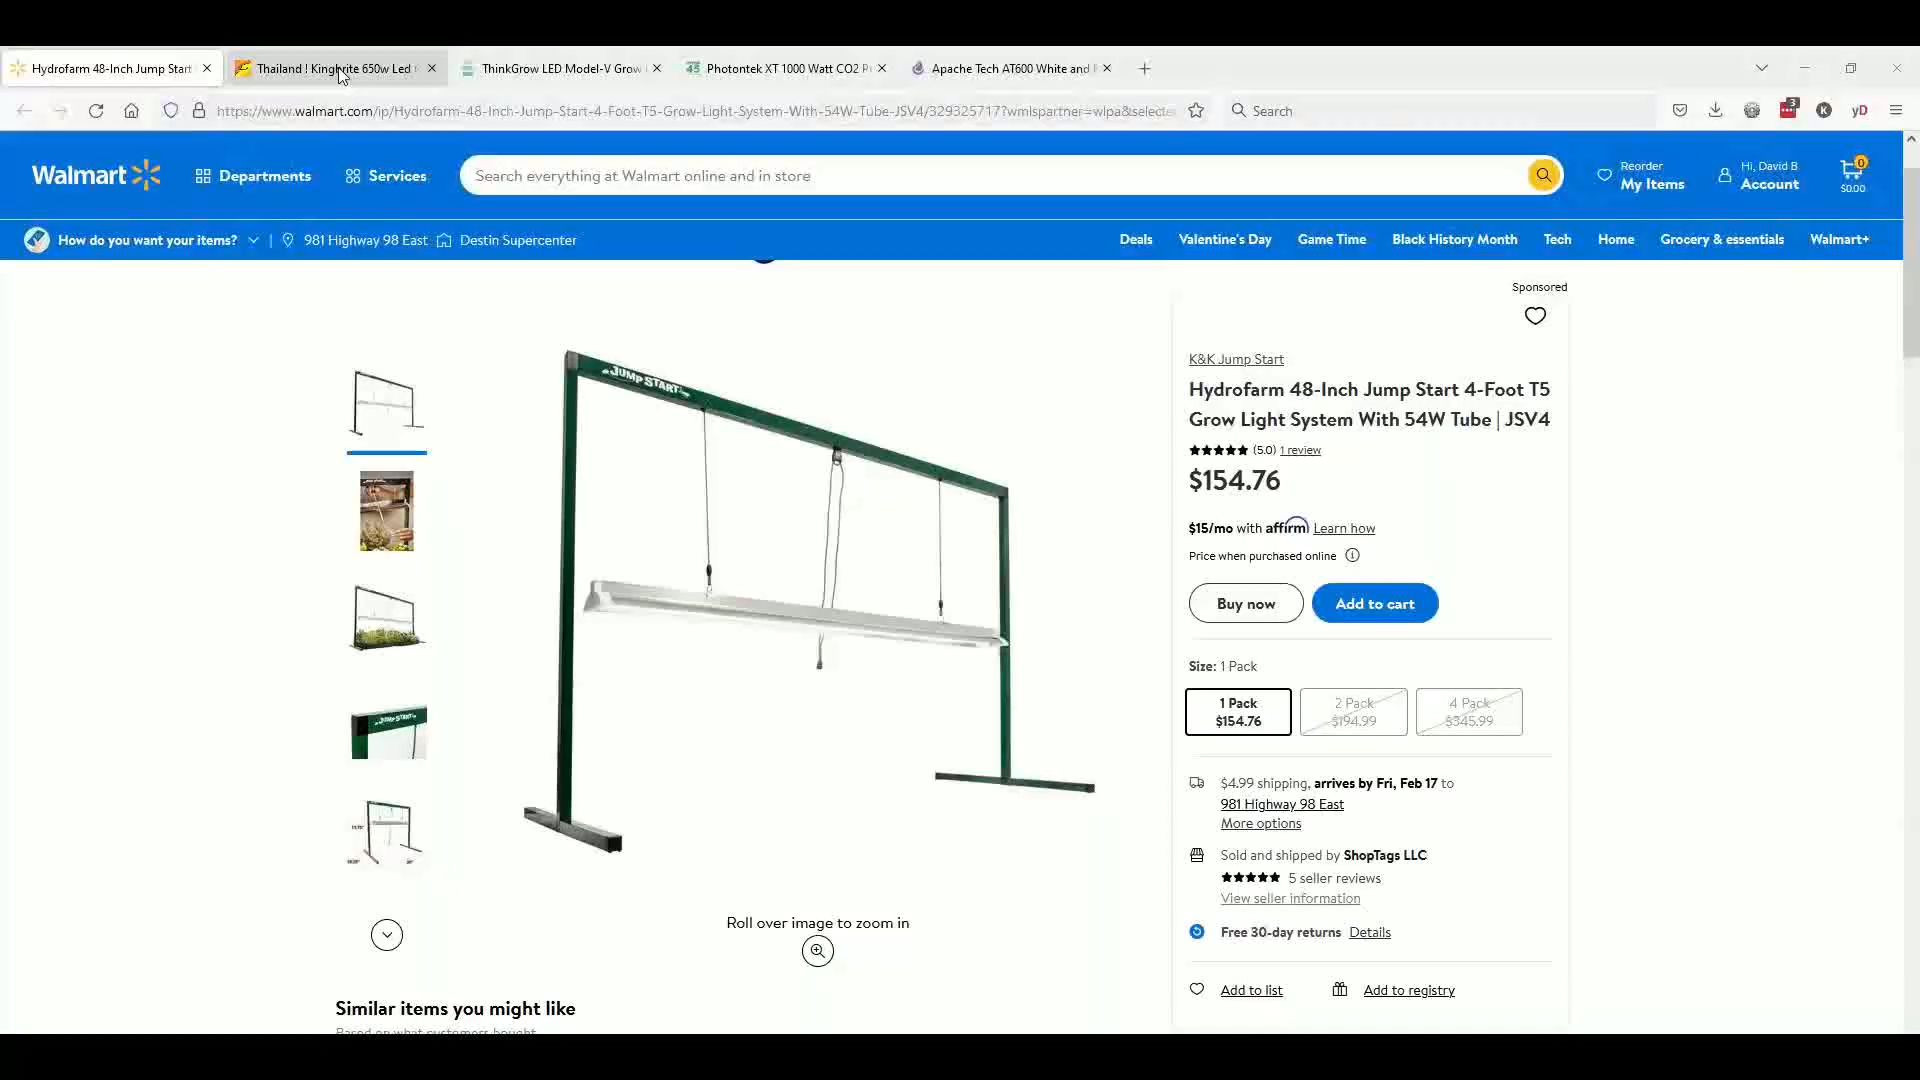 Hydrofarm 48-Inch Jump Start
Thailand ! Kingbrite 650w Led
ThinkGrow LED Model-V Grow
Photontek XT 1000 Watt CO2 P
Apache Tech AT600 White and
https://www.walmart.com/ip/Hydrofarm-48-Inch-Jump-Start-4-Foot-T5-Grow-Light-System-With-54W-Tube-JSV4/329325717?wmlspartner=wlpa&selecte
Search
3
K
yD
Walmart
Departments
Services
Search everything at Walmart online and in store
Reorder
My Items
Hi, David B
Account
0
$0.00
How do you want your items?
981 Highway 98 East
Destin Supercenter
Deals
Valentine's Day
Game Time
Black History Month
Tech
Home
Grocery & essentials
Walmart+
Sponsored
JUMP START
K&K Jump Start
Hydrofarm 48-Inch Jump Start 4-Foot T5
Grow Light System With 54W Tube | JSV4
(5.0) 1 review
$154.76
$15/mo with affirm Learn how
Price when purchased online
Buy now
Add to cart
Size: 1 Pack
1 Pack
$154.76
2 Pack
$194.99
4 Pack
$345.99
$4.99 shipping, arrives by Fri, Feb 17 to
981 Highway 98 East
More options
Sold and shipped by ShopTags LLC
5 seller reviews
View seller information
Free 30-day returns Details
Add to list
Add to registry
JUMP START
Roll over image to zoom in
Similar items you might like
Based on what customers bought